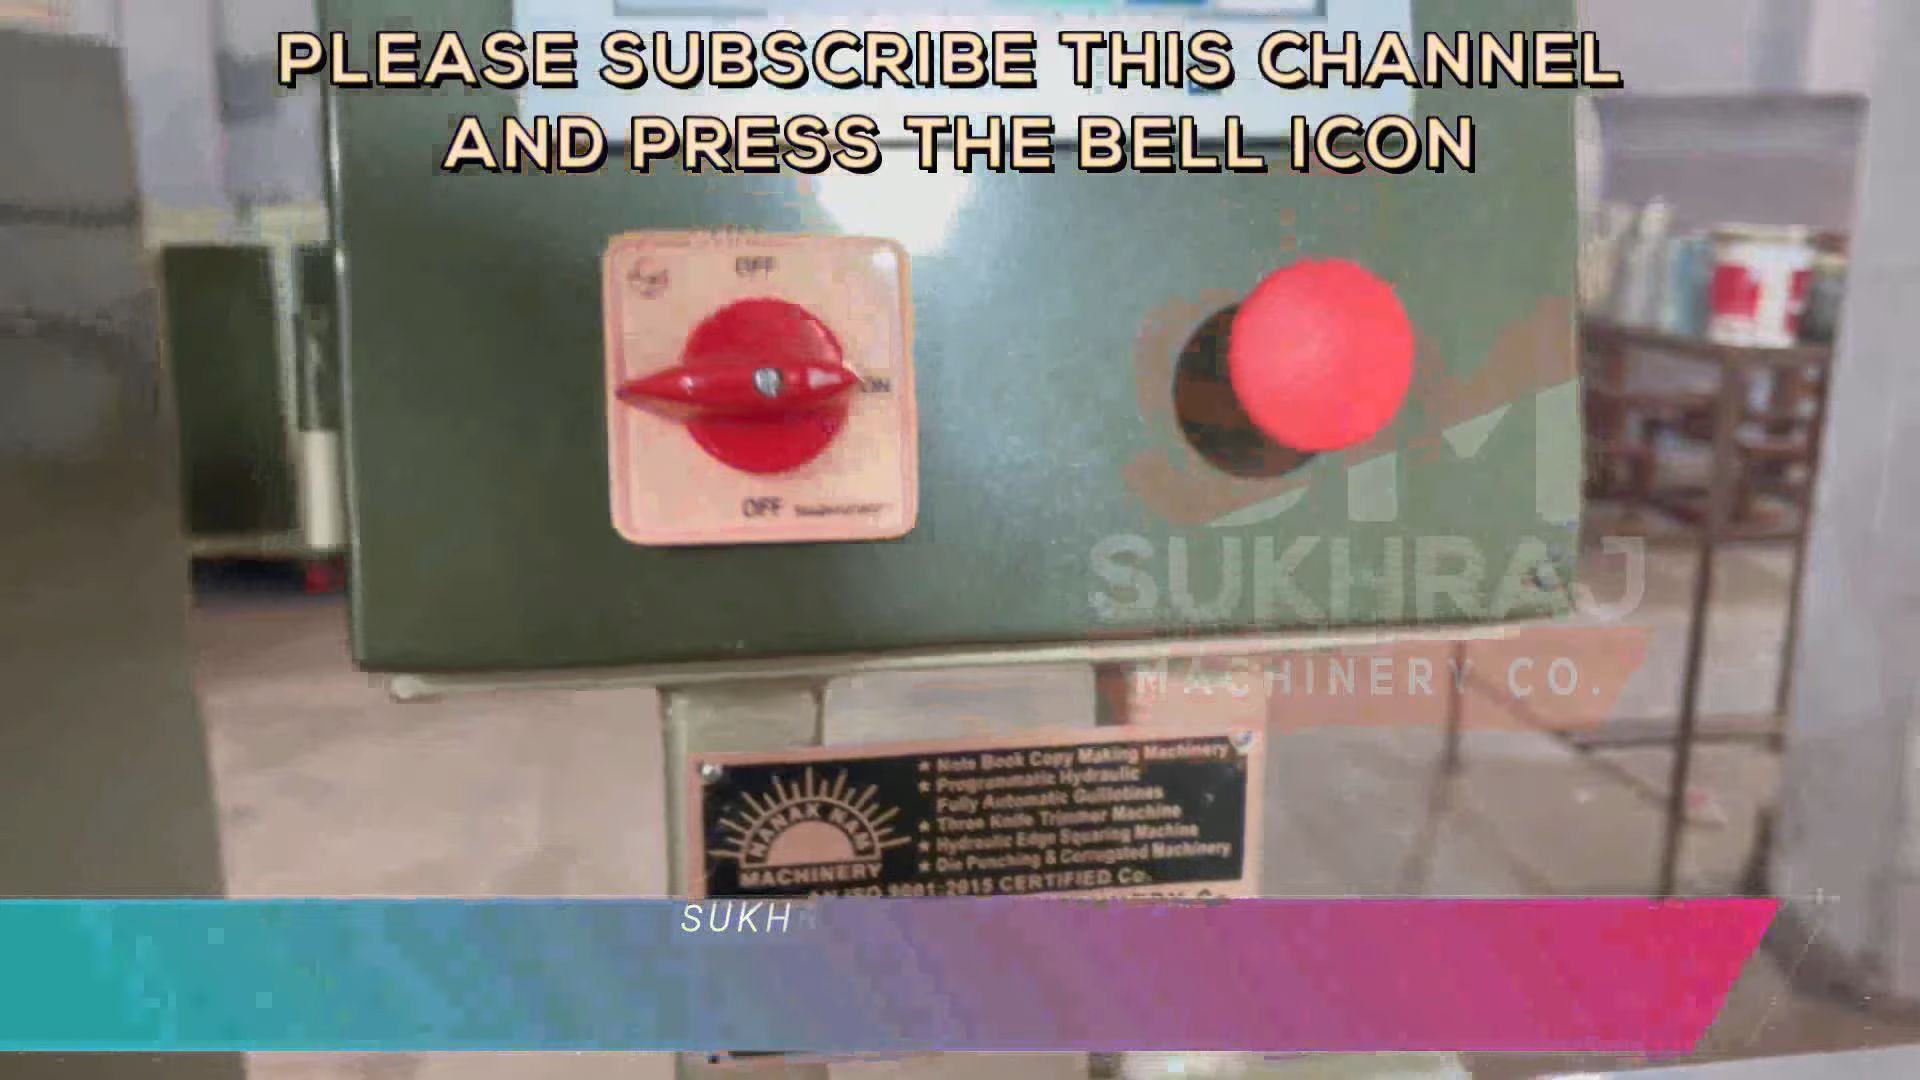 PLEASE SUBSCRIBE THIS CHANNEL
AND PRESS THE BELL ICON
OFF
ON
OFF
SUKHRAJ
MACHINERY CO.
NANAK NAM
MACHINERY
★ Note Book Copy Making Machinery
★ Programmatic Hydraulic
Fully Automatic Guillotines
★ Three Knife Trimmer Machine
★ Hydraulic Edge Squaring Machine
★ Die Punching & Corrugated Machinery
AN ISO 9001-2015 CERTIFIED Co.
SUKH